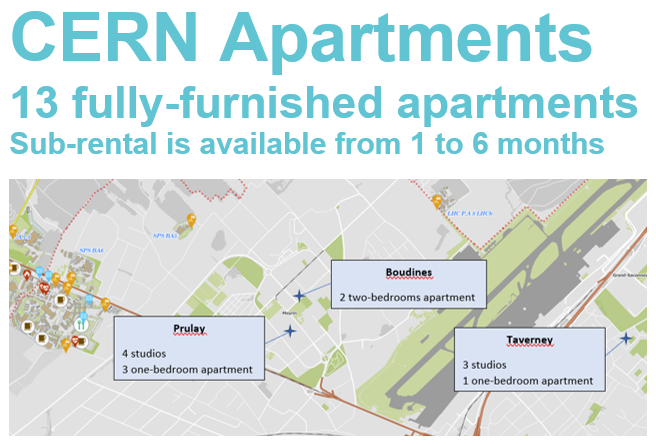 CERN Apartments
13 fully-furnished apartments
Sub-rental is available from 1 to 6 months
LHC P.A 8 LHCb
SPS BA5
SPS BA6
Boudines
2 two-bedrooms apartment
Meyrin
Prulay
4 studios
3 one-bedroom apartment
Taverney
3 studios
1 one-bedroom apartment